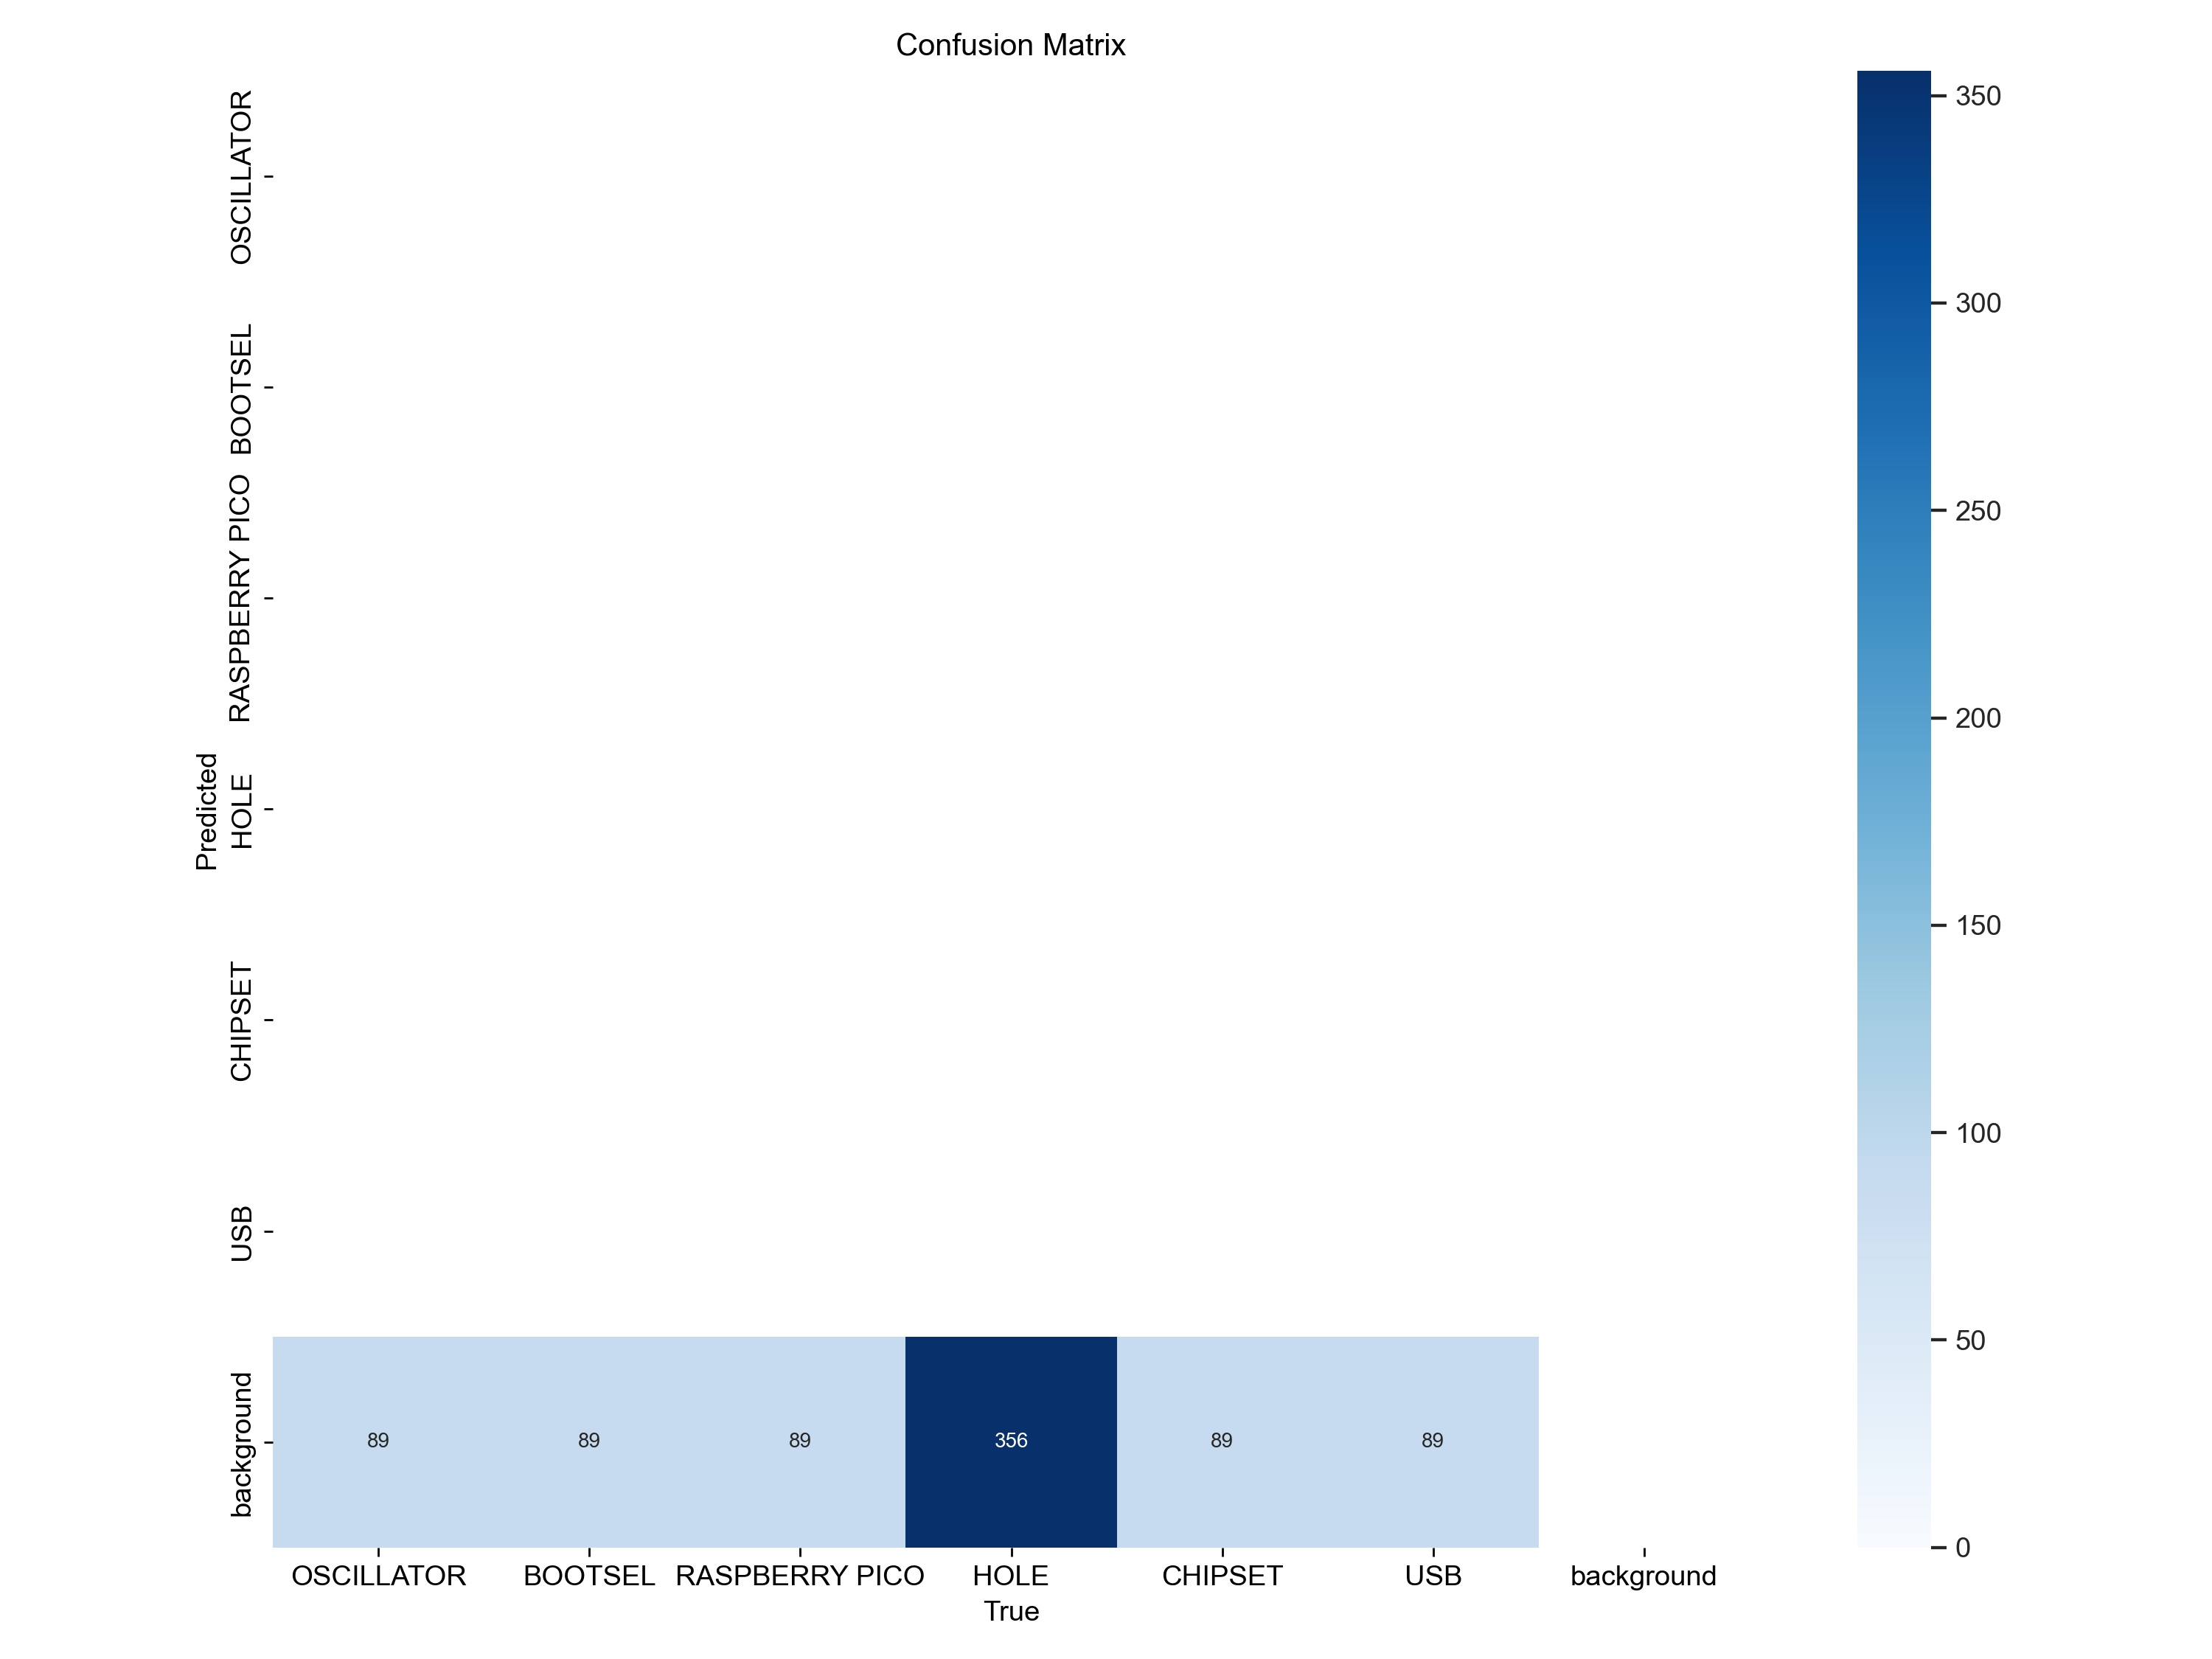 Confusion Matrix
OSCILLATOR
BOOTSEL
RASPBERRY PICO
HOLE
CHIPSET
USB
background
Predicted
89 89 89 356 89 89
OSCILLATOR BOOTSEL RASPBERRY PICO HOLE CHIPSET USB background
True
350
300
250
200
150
100
50
0